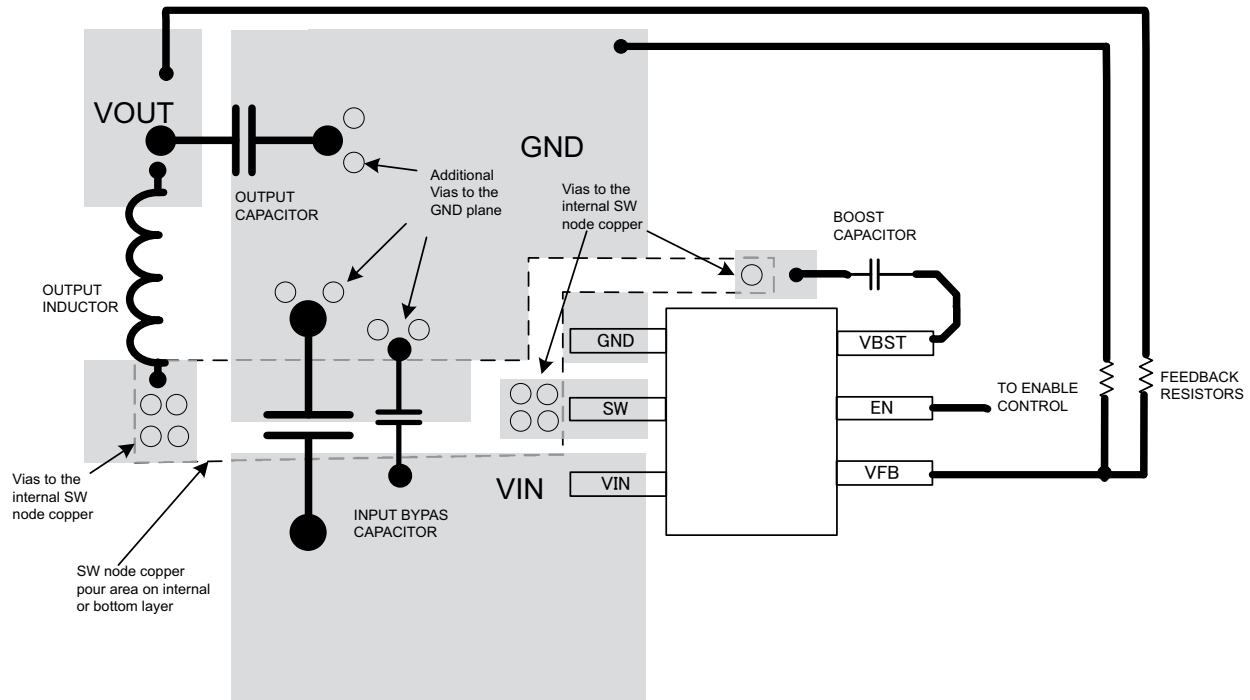 VOUT
GND
OUTPUT
CAPACITOR
Additional
Vias to the
GND plane
Vias to the
internal SW
node copper
BOOST
CAPACITOR
OUTPUT
INDUCTOR
GND
VBST
SW
EN
TO ENABLE
CONTROL
FEEDBACK
RESISTORS
VIN
VIN
VFB
Vias to the
internal SW
node copper
INPUT BYPAS
CAPACITOR
SW node copper
pour area on internal
or bottom layer